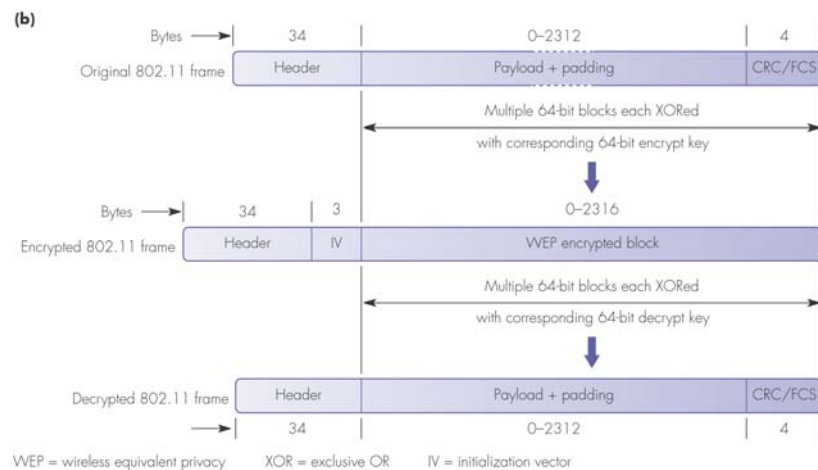 (b)
Bytes 34 0–2312 4
Original 802.11 frame Header Payload + padding CRC/FCS
Multiple 64-bit blocks each XORed
with corresponding 64-bit encrypt key
Bytes 34 3 0–2316
Encrypted 802.11 frame Header IV WEP encrypted block
Multiple 64-bit blocks each XORed
with corresponding 64-bit decrypt key
Decrypted 802.11 frame Header Payload + padding CRC/FCS
34 0–2312 4
WEP = wireless equivalent privacy XOR = exclusive OR IV = initialization vector